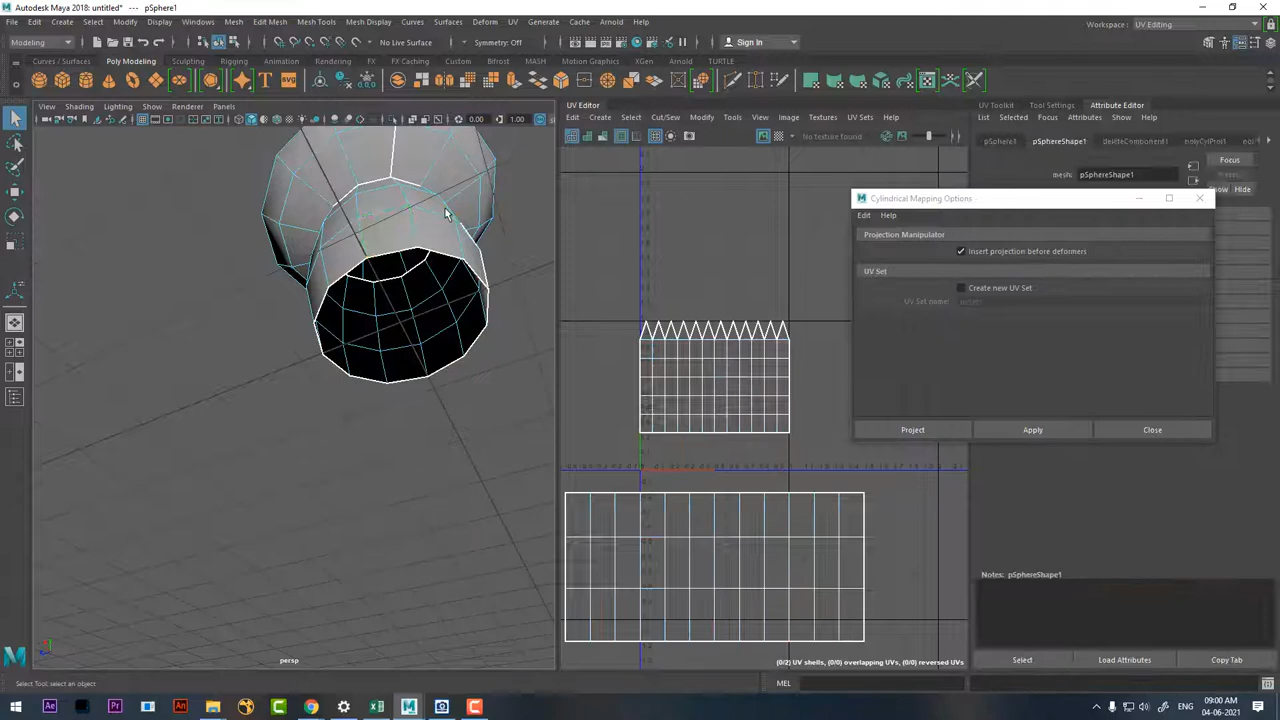 Autodesk Maya 2018: untitled* --- pSphere1
File Edit Create Select Modify Display Windows Mesh Edit Mesh Mesh Tools Mesh Display Curves Surfaces Deform UV Generate Cache Arnold Help
Workspace : UV Editing
Modeling No Live Surface Symmetry: Off Sign In
Curves / Surfaces Poly Modeling Sculpting Rigging Animation Rendering FX FX Caching Custom Bifrost MASH Motion Graphics XGen Arnold TURTLE
View Shading Lighting Show Renderer Panels
0.00 1.00
UV Editor
Edit Create Select Cut/Sew Modify Tools View Image Textures UV Sets Help
No texture found
UV Toolkit Tool Settings Attribute Editor
List Selected Focus Attributes Show Help
pSphere1 pSphereShape1 deleteComponent1 polyCylProj1
mesh: pSphereShape1
Focus
Show Hide
Cylindrical Mapping Options
Edit Help
Projection Manipulator
Insert projection before deformers
UV Set
Create new UV Set
UV Set name:
Project Apply Close
Notes: pSphereShape1
Select Load Attributes Copy Tab
persp
(0/2) UV shells, (0/0) overlapping UVs, (0/0) reversed UVs
Select Tool: select an object
MEL
ENG
09:00 AM
04-06-2021